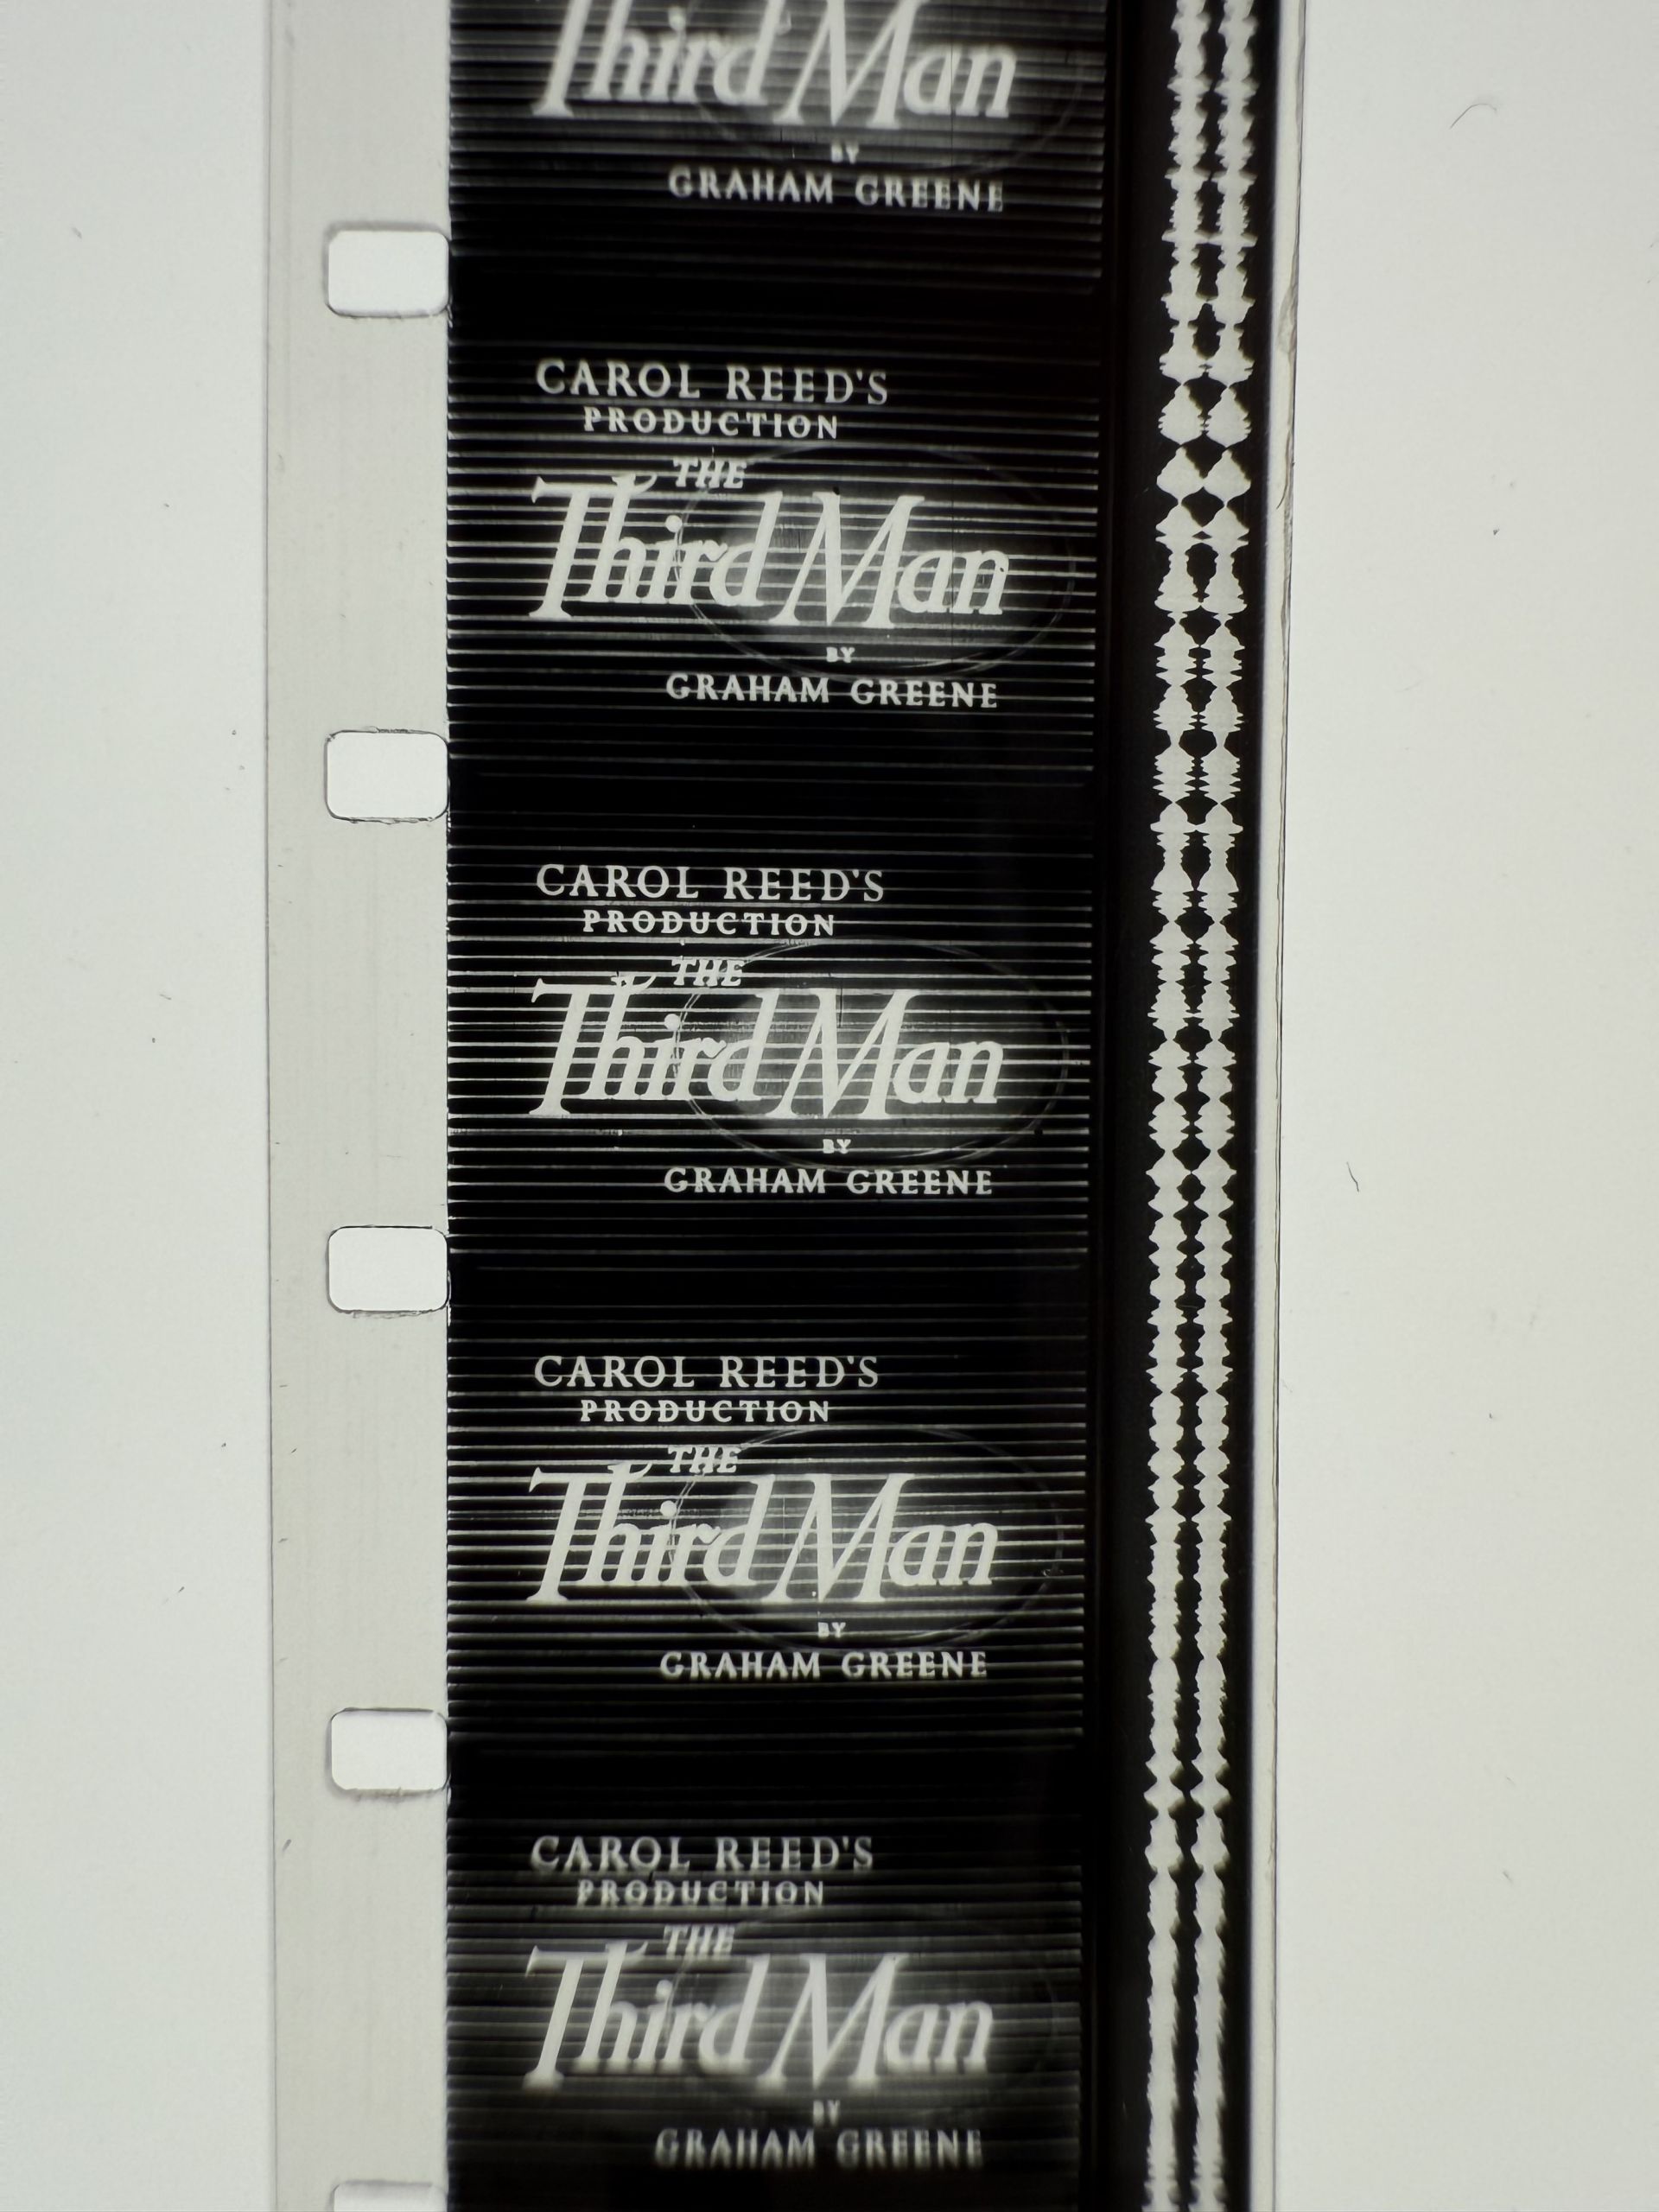 Third Man
BY
GRAHAM GREENE
CAROL REED'S
PRODUCTION
THE
Third Man
BY
GRAHAM GREENE
CAROL REED'S
PRODUCTION
THE
Third Man
BY
GRAHAM GREENE
CAROL REED'S
PRODUCTION
THE
Third Man
BY
GRAHAM GREENE
CAROL REED'S
PRODUCTION
THE
Third Man
BY
GRAHAM GREENE